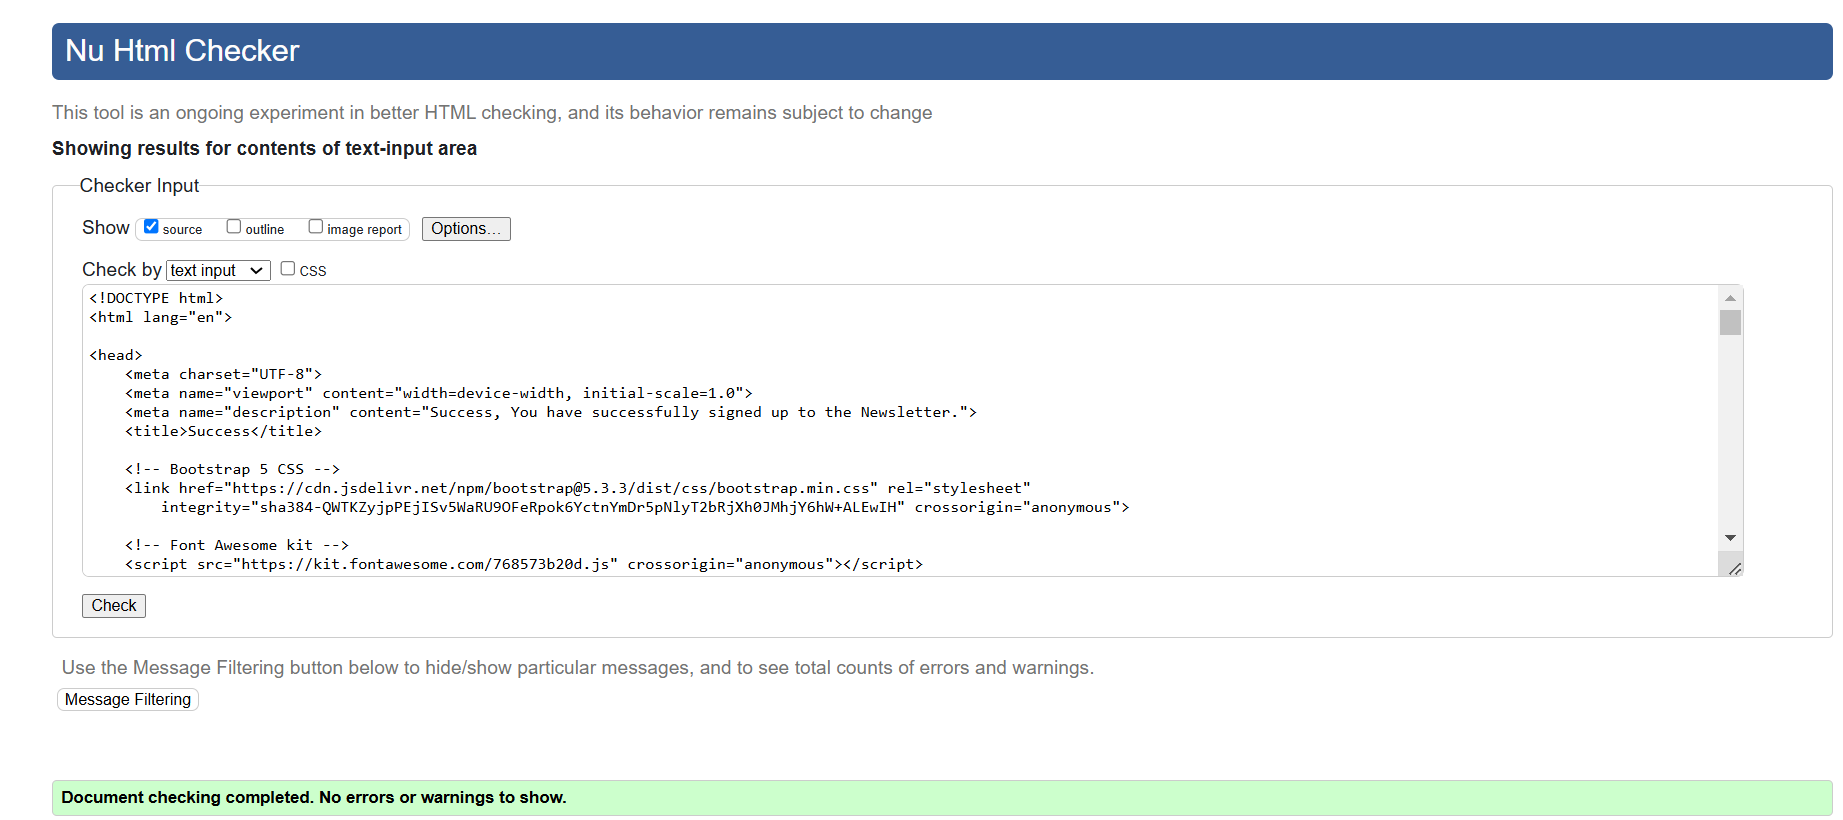 Nu Html Checker
This tool is an ongoing experiment in better HTML checking, and its behavior remains subject to change
Showing results for contents of text-input area
Checker Input
Show source outline image report Options...
Check by text input CSS
<!DOCTYPE html>
<html lang="en">
<head>
<meta charset="UTF-8">
<meta name="viewport" content="width=device-width, initial-scale=1.0">
<meta name="description" content="Success, You have successfully signed up to the Newsletter.">
<title>Success</title>
<!-- Bootstrap 5 CSS -->
<link href="https://cdn.jsdelivr.net/npm/bootstrap@5.3.3/dist/css/bootstrap.min.css" rel="stylesheet"
integrity="sha384-QWTKZyjpPEjISv5WaRU9OFeRpok6YctnYmDr5pNlyT2bRjXh0JMhjY6hW+ALEwIH" crossorigin="anonymous">
<!-- Font Awesome kit -->
<script src="https://kit.fontawesome.com/768573b20d.js" crossorigin="anonymous"></script>
Check
Use the Message Filtering button below to hide/show particular messages, and to see total counts of errors and warnings.
Message Filtering
Document checking completed. No errors or warnings to show.